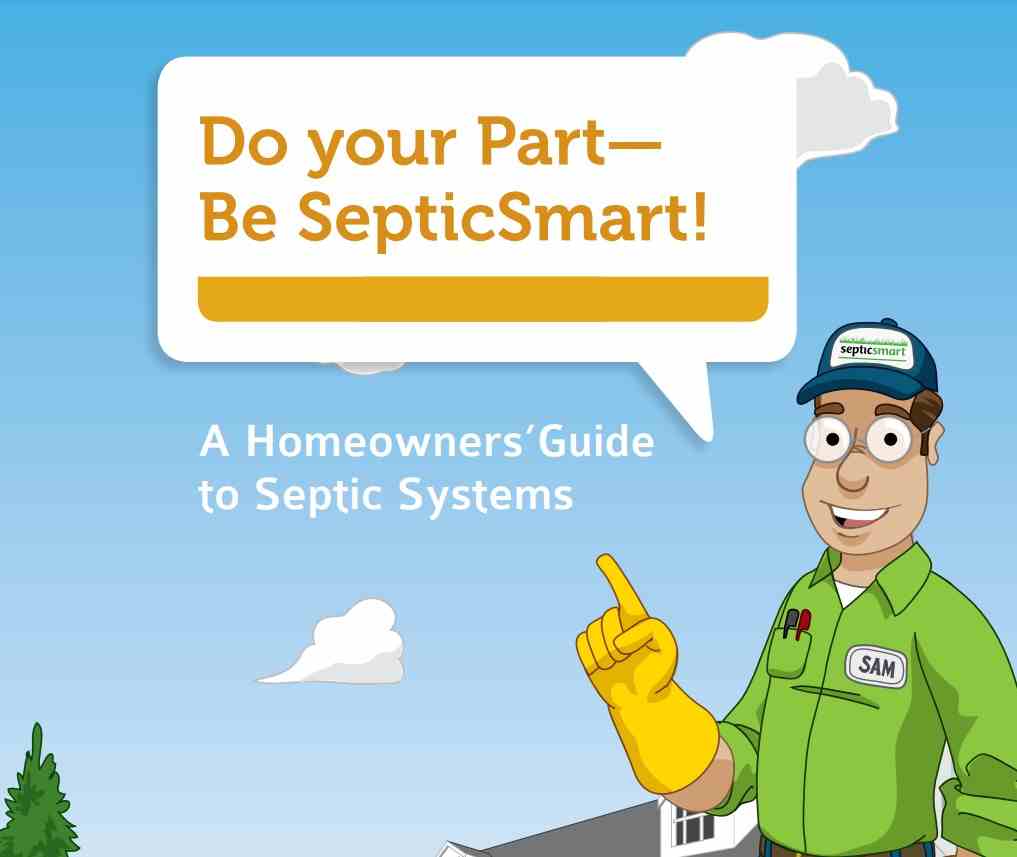 Do your Part—
Be SepticSmart!
septicsmart
A Homeowners' Guide
to Septic Systems
SAM